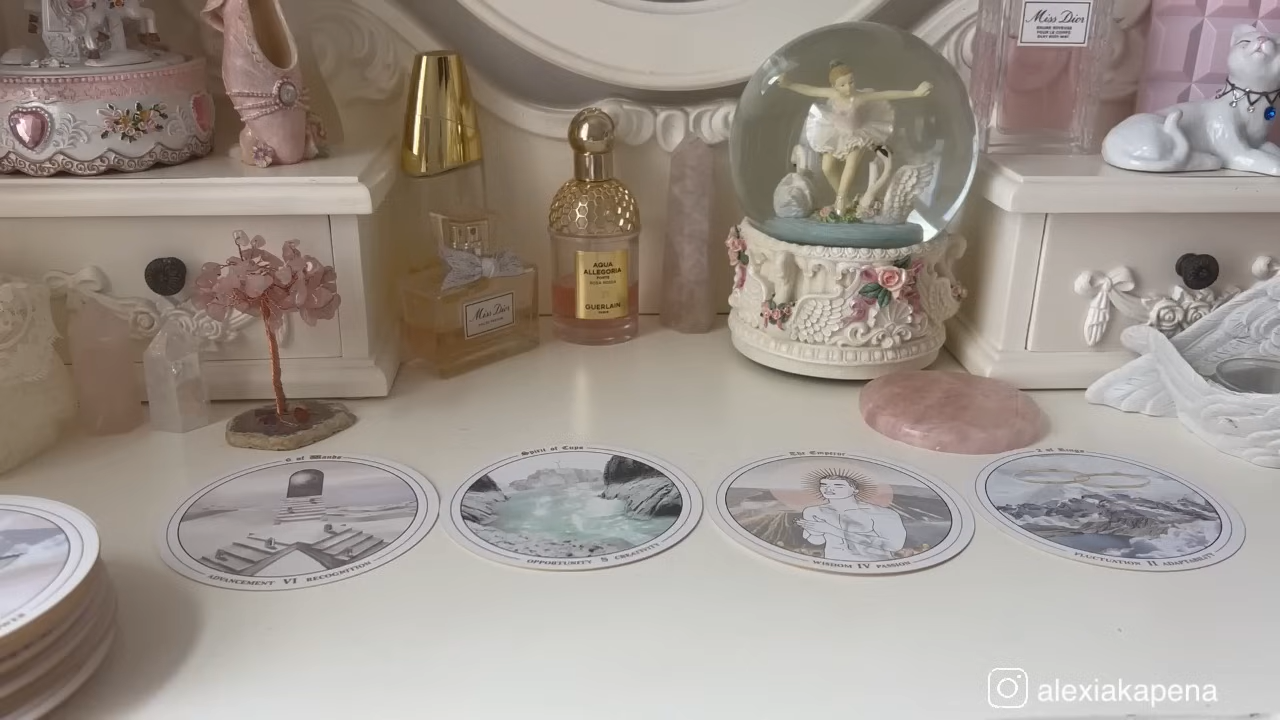 Miss Dior
AQUA
ALLEGORIA
GUERLAIN
PARIS
Miss Dior
6 of Wands
ADVANCEMENT VI RECOGNITION
Spirit of Cups
OPPORTUNITY S CREATIVITY
The Emperor
WISDOM IV PASSION
2 of Rings
FLUCTUATION II ADAPTABILITY
alexiakapena